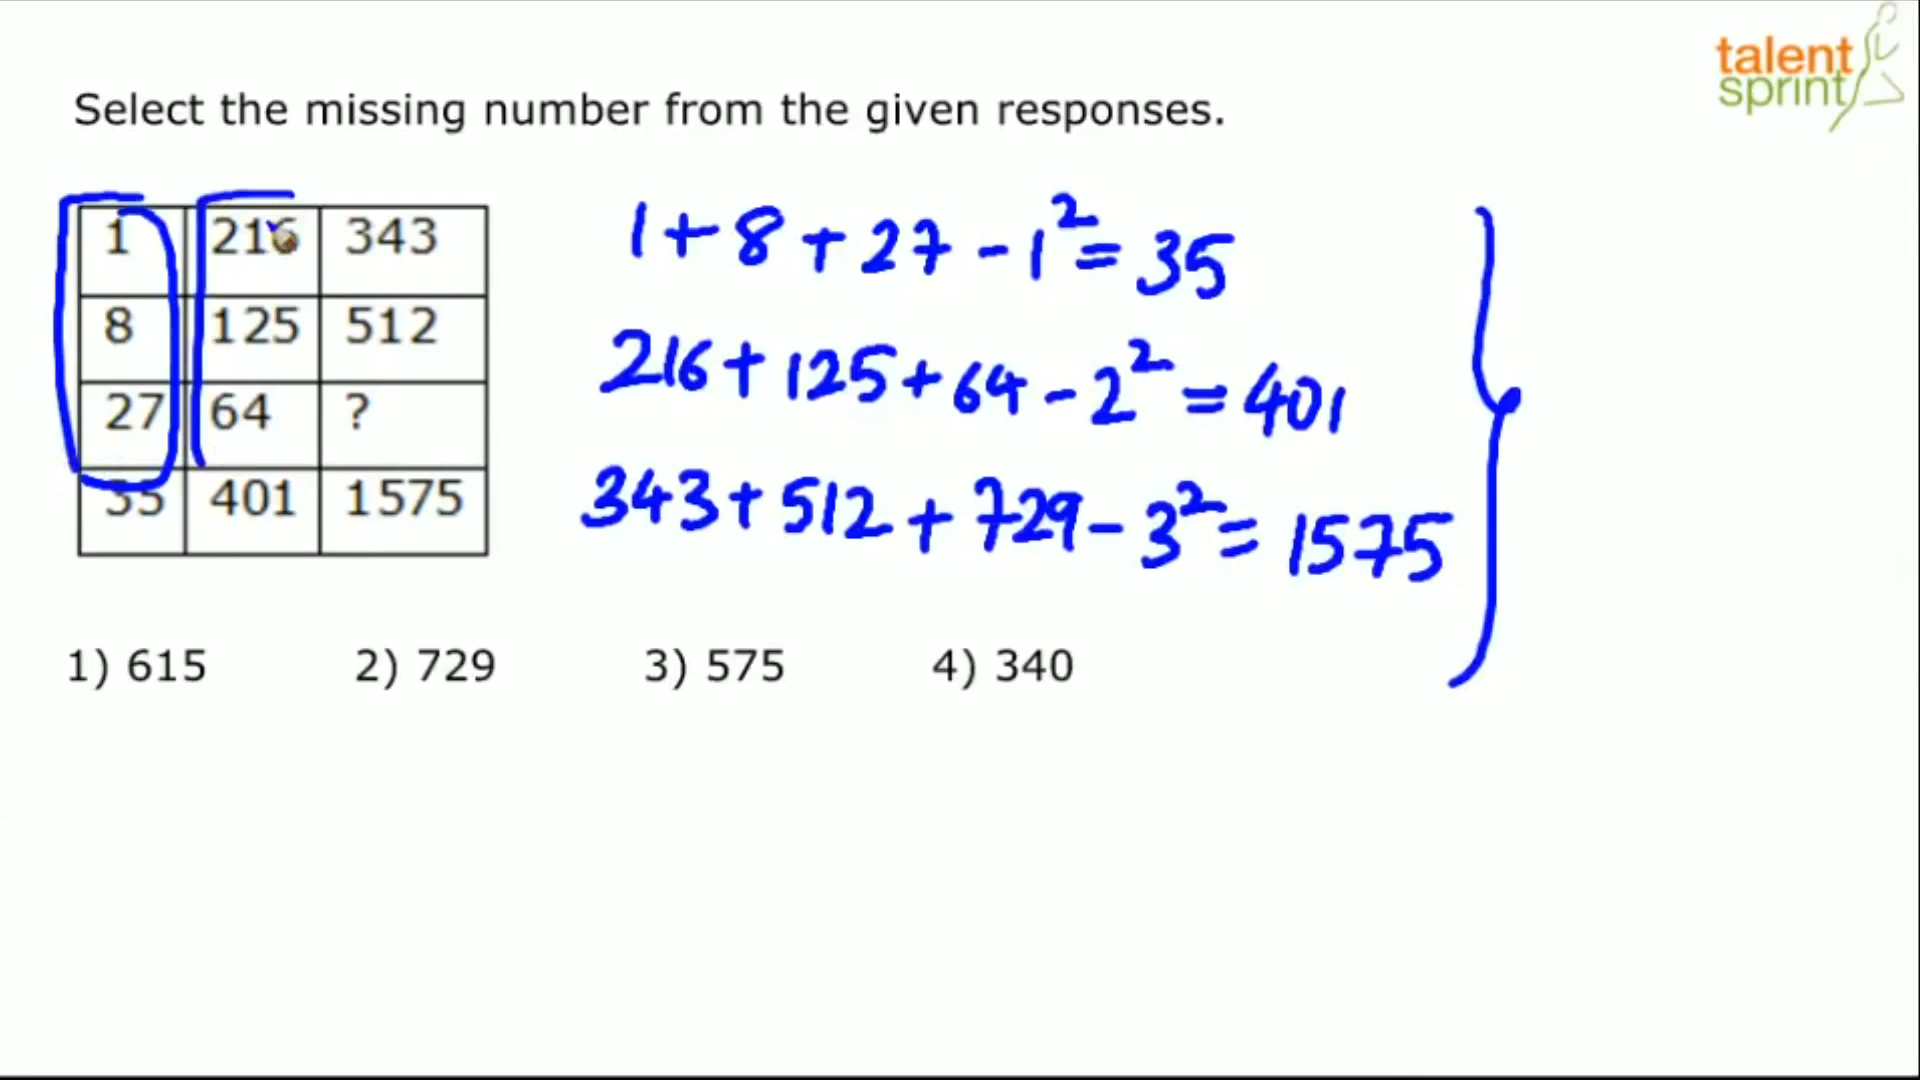 talent
sprint
Select the missing number from the given responses.
1 216 343
8 125 512
27 64 ?
35 401 1575
1 + 8 + 27 - 1² = 35
216 + 125 + 64 - 2² = 401
343 + 512 + 729 - 3² = 1575
1) 615 2) 729 3) 575 4) 340